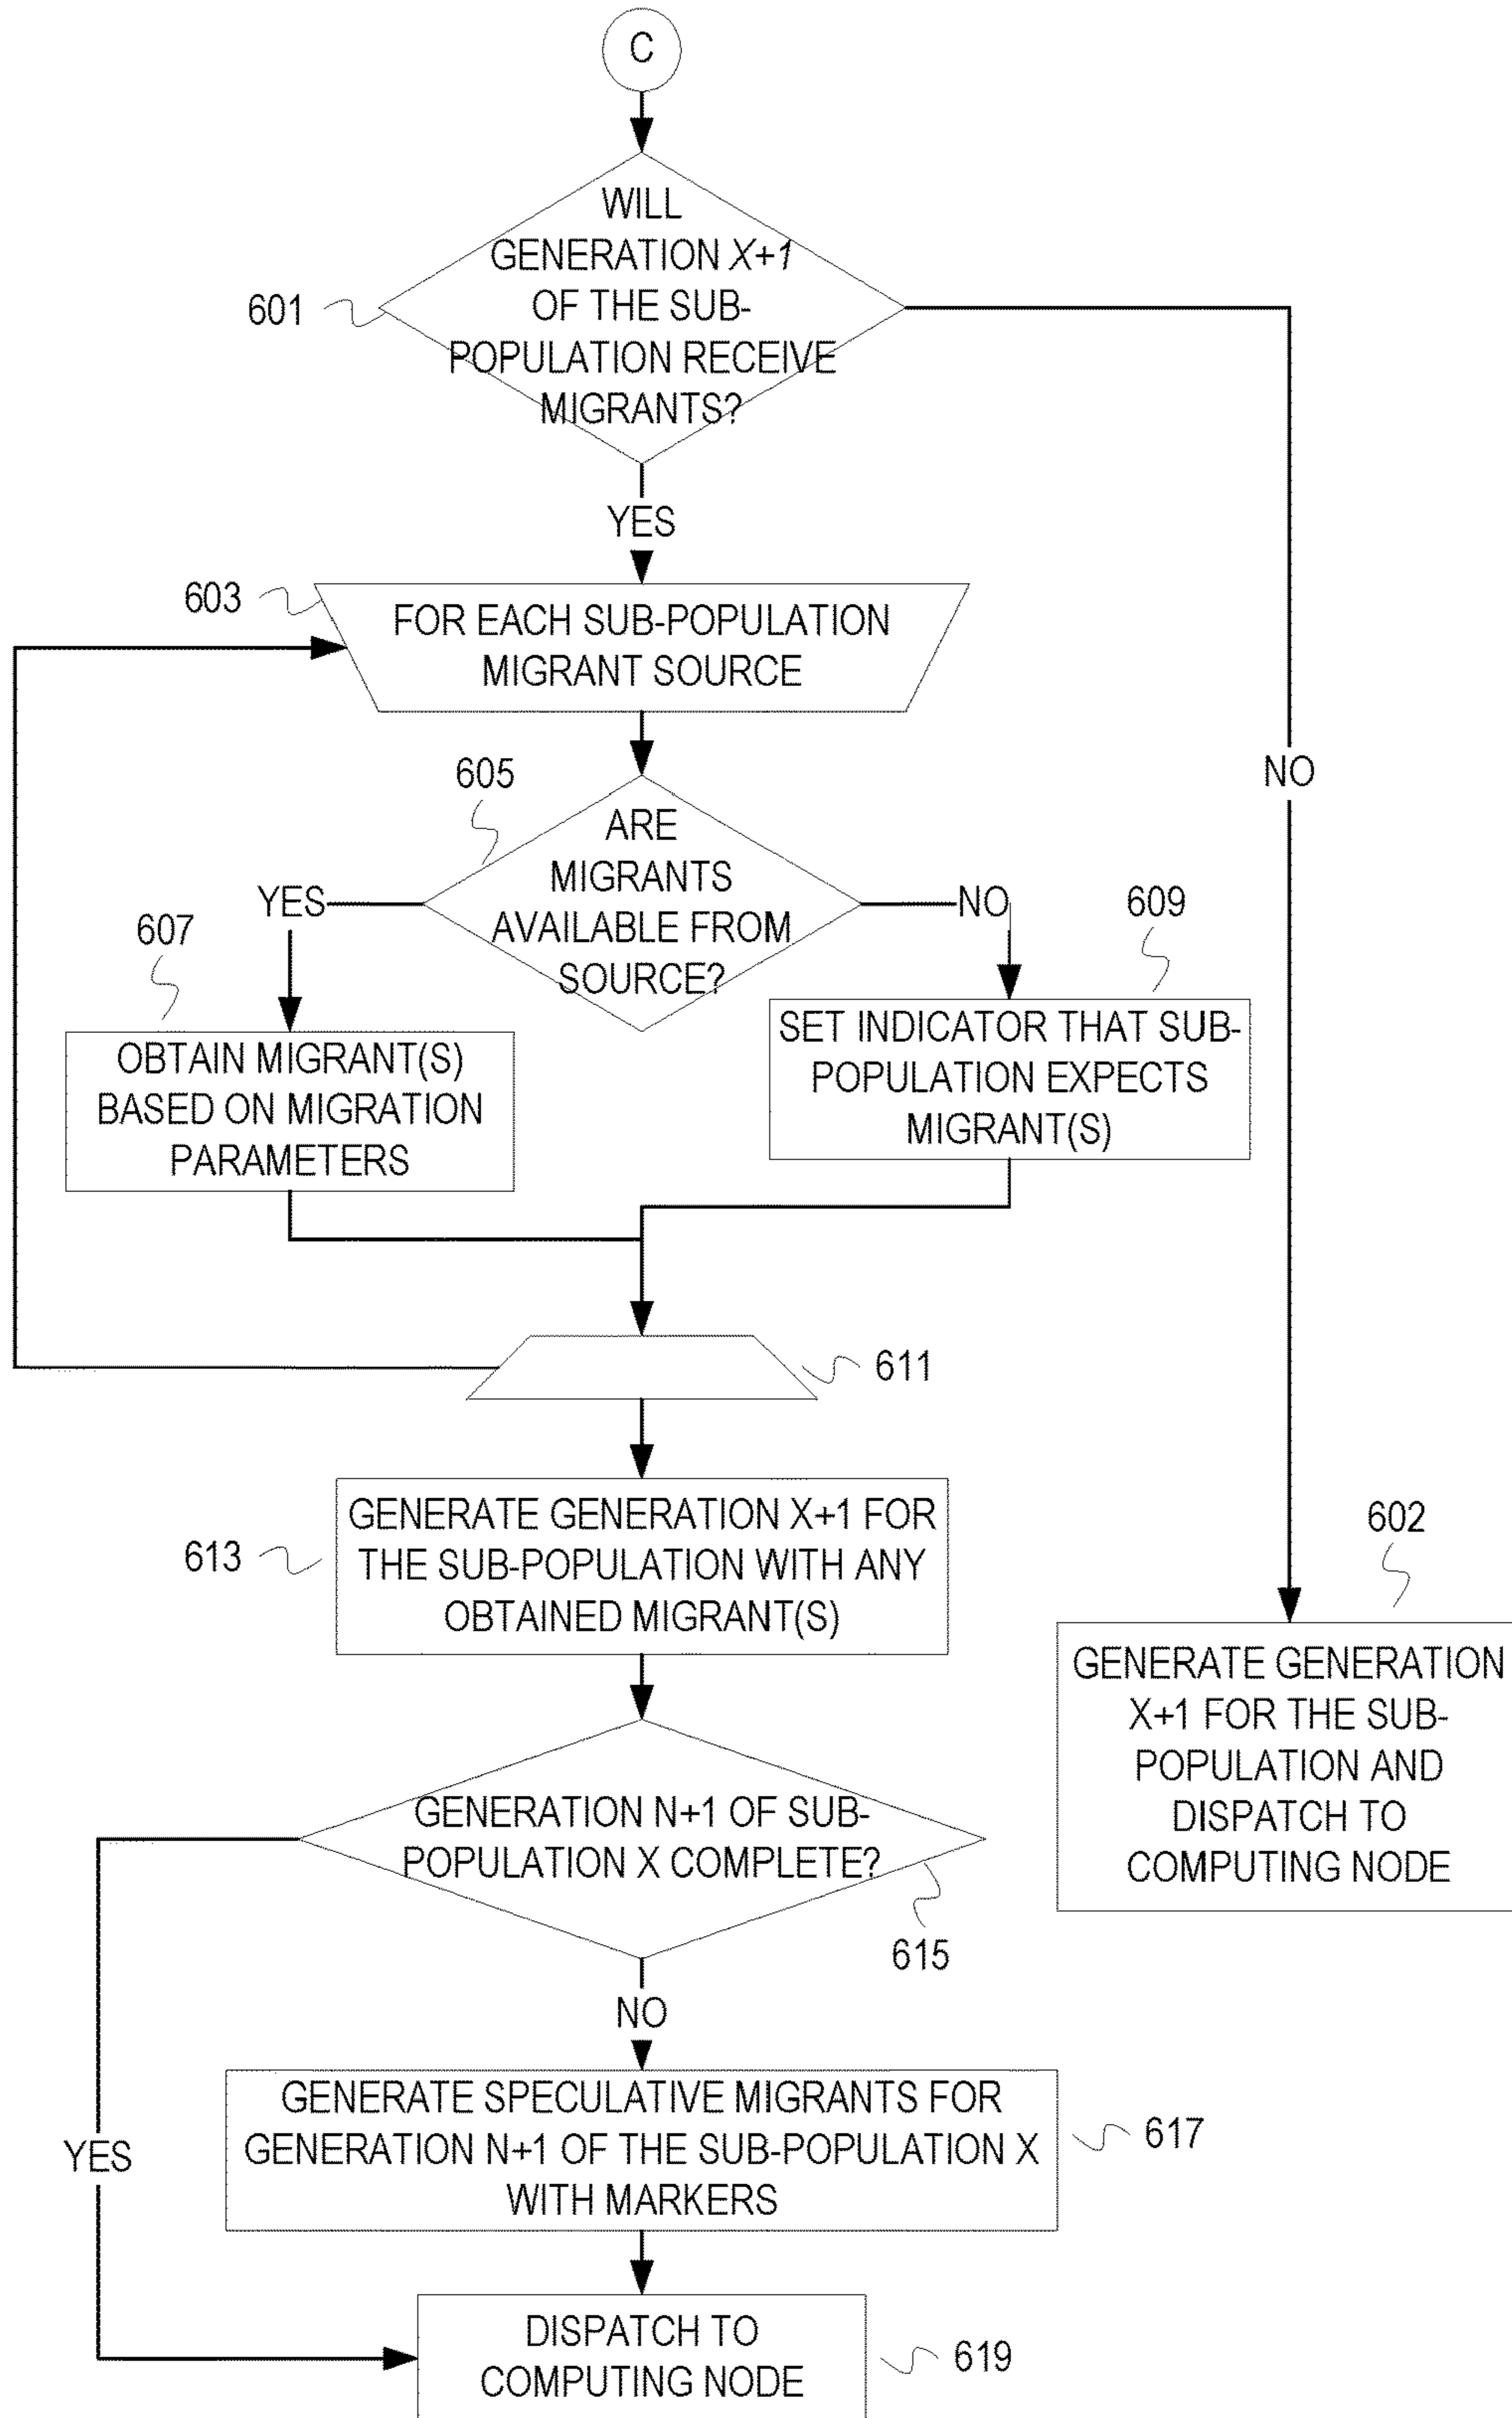 C
WILL
GENERATION X+1
OF THE SUB-
POPULATION RECEIVE
MIGRANTS?
601
YES
603
FOR EACH SUB-POPULATION
MIGRANT SOURCE
NO
605
ARE
MIGRANTS
AVAILABLE FROM
SOURCE?
YES
NO
607
609
OBTAIN MIGRANT(S)
BASED ON MIGRATION
PARAMETERS
SET INDICATOR THAT SUB-
POPULATION EXPECTS
MIGRANT(S)
611
613
GENERATE GENERATION X+1 FOR
THE SUB-POPULATION WITH ANY
OBTAINED MIGRANT(S)
602
GENERATE GENERATION
X+1 FOR THE SUB-
POPULATION AND
DISPATCH TO
COMPUTING NODE
GENERATION N+1 OF SUB-
POPULATION X COMPLETE?
615
NO
YES
GENERATE SPECULATIVE MIGRANTS FOR
GENERATION N+1 OF THE SUB-POPULATION X
WITH MARKERS
617
DISPATCH TO
COMPUTING NODE
619